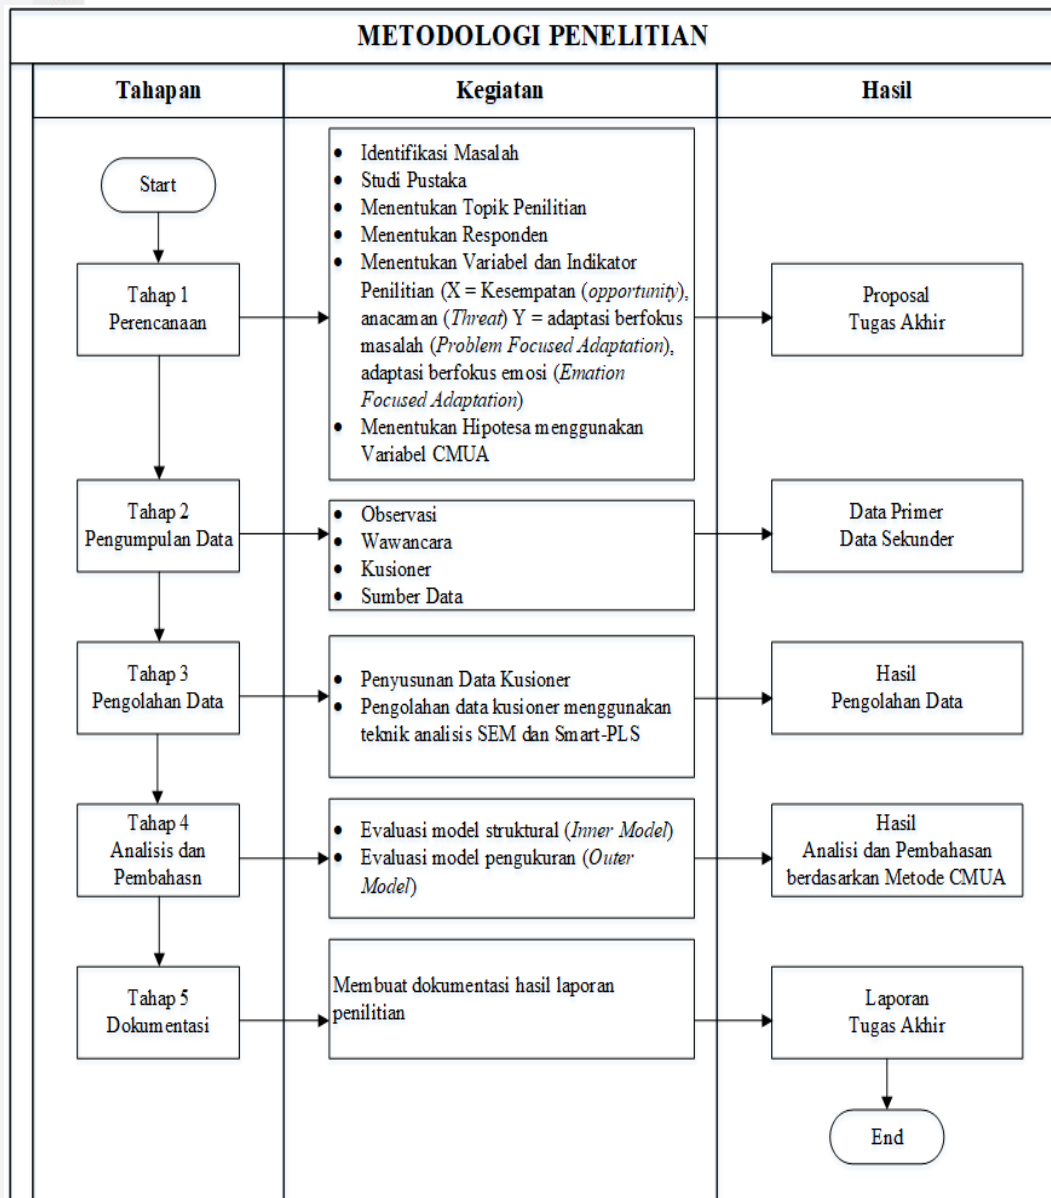 METODOLOGI PENELITIAN
Tahapan
Kegiatan
Hasil
Start
Tahap 1
Perencanaan
• Identifikasi Masalah
• Studi Pustaka
• Menentukan Topik Penilitian
• Menentukan Responden
• Menentukan Variabel dan Indikator
Penilitian (X = Kesempatan (opportunity),
anacaman (Threat) Y = adaptasi berfokus
masalah (Problem Focused Adaptation),
adaptasi berfokus emosi (Emation
Focused Adaptation)
• Menentukan Hipotesa menggunakan
Variabel CMUA
Proposal
Tugas Akhir
Tahap 2
Pengumpulan Data
• Observasi
• Wawancara
• Kusioner
• Sumber Data
Data Primer
Data Sekunder
Tahap 3
Pengolahan Data
• Penyusunan Data Kusioner
• Pengolahan data kusioner menggunakan
teknik analisis SEM dan Smart-PLS
Hasil
Pengolahan Data
Tahap 4
Analisis dan
Pembahasn
• Evaluasi model struktural (Inner Model)
• Evaluasi model pengukuran (Outer
Model)
Hasil
Analisi dan Pembahasan
berdasarkan Metode CMUA
Tahap 5
Dokumentasi
Membuat dokumentasi hasil laporan
penilitian
Laporan
Tugas Akhir
End